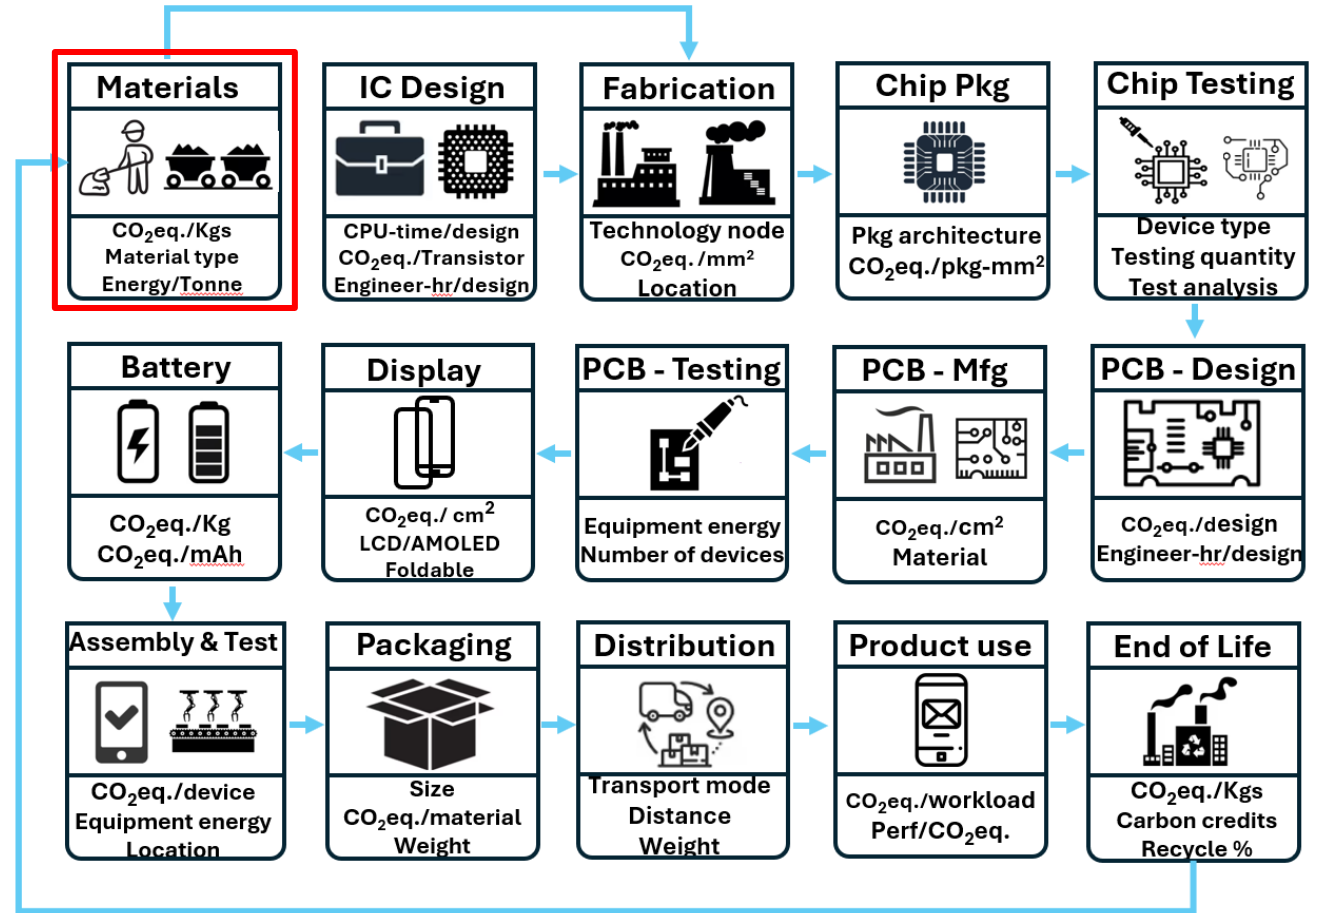 Materials
CO₂eq./Kgs
Material type
Energy/Tonne
IC Design
CPU-time/design
CO₂eq./Transistor
Engineer-hr/design
Fabrication
Technology node
CO₂eq./mm²
Location
Chip Pkg
Pkg architecture
CO₂eq./pkg-mm²
Chip Testing
Device type
Testing quantity
Test analysis
Battery
CO₂eq./Kg
CO₂eq./mAh
Display
CO₂eq./ cm²
LCD/AMOLED
Foldable
PCB - Testing
Equipment energy
Number of devices
PCB - Mfg
CO₂eq./cm²
Material
PCB - Design
CO₂eq./design
Engineer-hr/design
Assembly & Test
CO₂eq./device
Equipment energy
Location
Packaging
Size
CO₂eq./material
Weight
Distribution
Transport mode
Distance
Weight
Product use
CO₂eq./workload
Perf/CO₂eq.
End of Life
CO₂eq./Kgs
Carbon credits
Recycle %